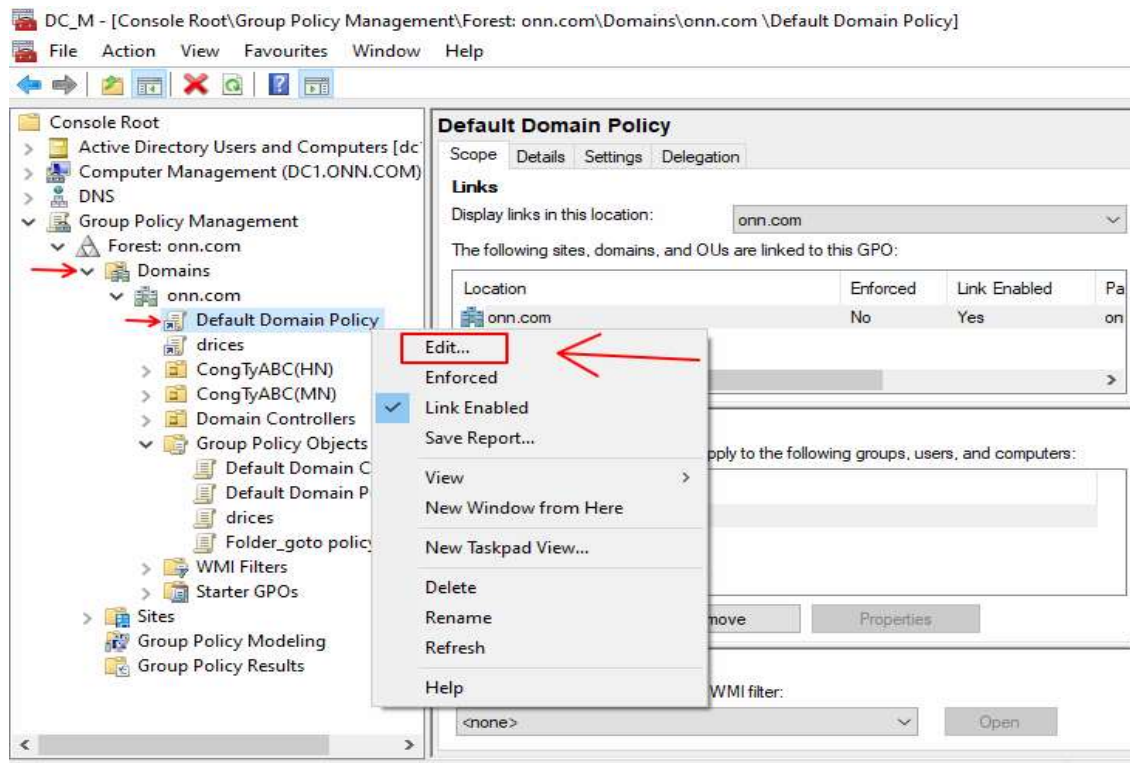 DC_M - [Console Root\Group Policy Management\Forest: onn.com\Domains\onn.com \Default Domain Policy]
File Action View Favourites Window Help
Console Root
Active Directory Users and Computers [dc
Computer Management (DC1.ONN.COM)
DNS
Group Policy Management
Forest: onn.com
Domains
onn.com
Default Domain Policy
drices
CongTyABC(HN)
CongTyABC(MN)
Domain Controllers
Group Policy Objects
Default Domain C
Default Domain P
drices
Folder_goto policy
WMI Filters
Starter GPOs
Sites
Group Policy Modeling
Group Policy Results
Edit...
Enforced
Link Enabled
Save Report...
View
New Window from Here
New Taskpad View...
Delete
Rename
Refresh
Help
Default Domain Policy
Scope Details Settings Delegation
Links
Display links in this location: onn.com
The following sites, domains, and OUs are linked to this GPO:
Location Enforced Link Enabled Pa
onn.com No Yes on
pply to the following groups, users, and computers:
move Properties
WMI filter:
<none> Open